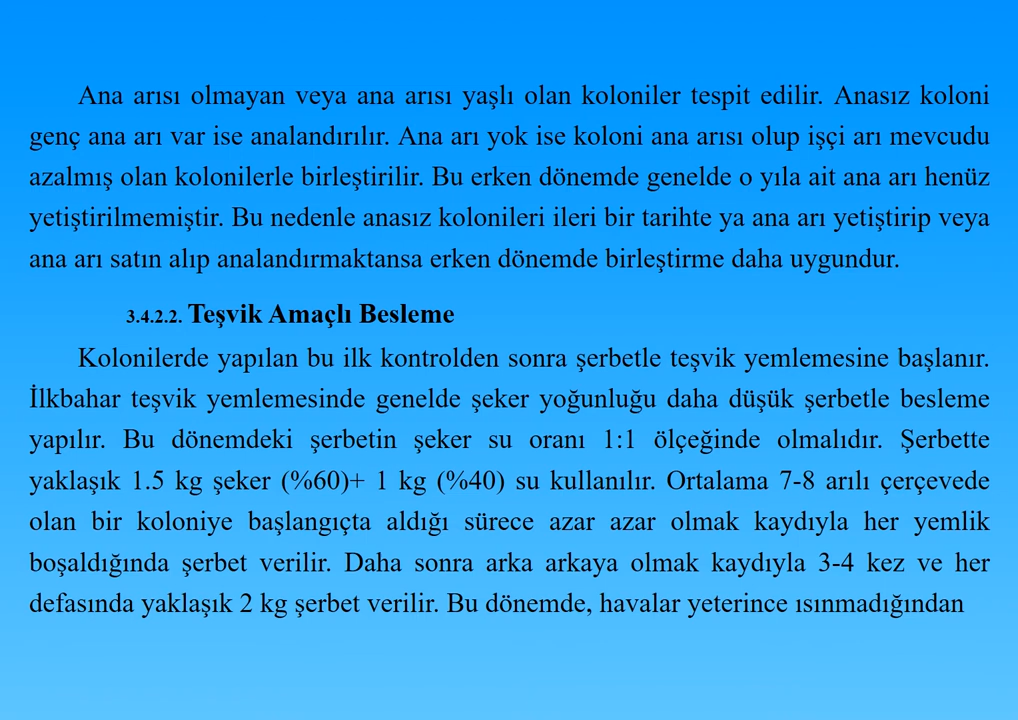 Ana arısı olmayan veya ana arısı yaşlı olan koloniler tespit edilir. Anasız koloni
genç ana arı var ise analandırılır. Ana arı yok ise koloni ana arısı olup işçi arı mevcudu
azalmış olan kolonilerle birleştirilir. Bu erken dönemde genelde o yıla ait ana arı henüz
yetiştirilmemiştir. Bu nedenle anasız kolonileri ileri bir tarihte ya ana arı yetiştirip veya
ana arı satın alıp analandırmaktansa erken dönemde birleştirme daha uygundur.
3.4.2.2. Teşvik Amaçlı Besleme
Kolonilerde yapılan bu ilk kontrolden sonra şerbetle teşvik yemlemesine başlanır.
İlkbahar teşvik yemlemesinde genelde şeker yoğunluğu daha düşük şerbetle besleme
yapılır. Bu dönemdeki şerbetin şeker su oranı 1:1 ölçeğinde olmalıdır. Şerbette
yaklaşık 1.5 kg şeker (%60)+ 1 kg (%40) su kullanılır. Ortalama 7-8 arılı çerçevede
olan bir koloniye başlangıçta aldığı sürece azar azar olmak kaydıyla her yemlik
boşaldığında şerbet verilir. Daha sonra arka arkaya olmak kaydıyla 3-4 kez ve her
defasında yaklaşık 2 kg şerbet verilir. Bu dönemde, havalar yeterince ısınmadığından